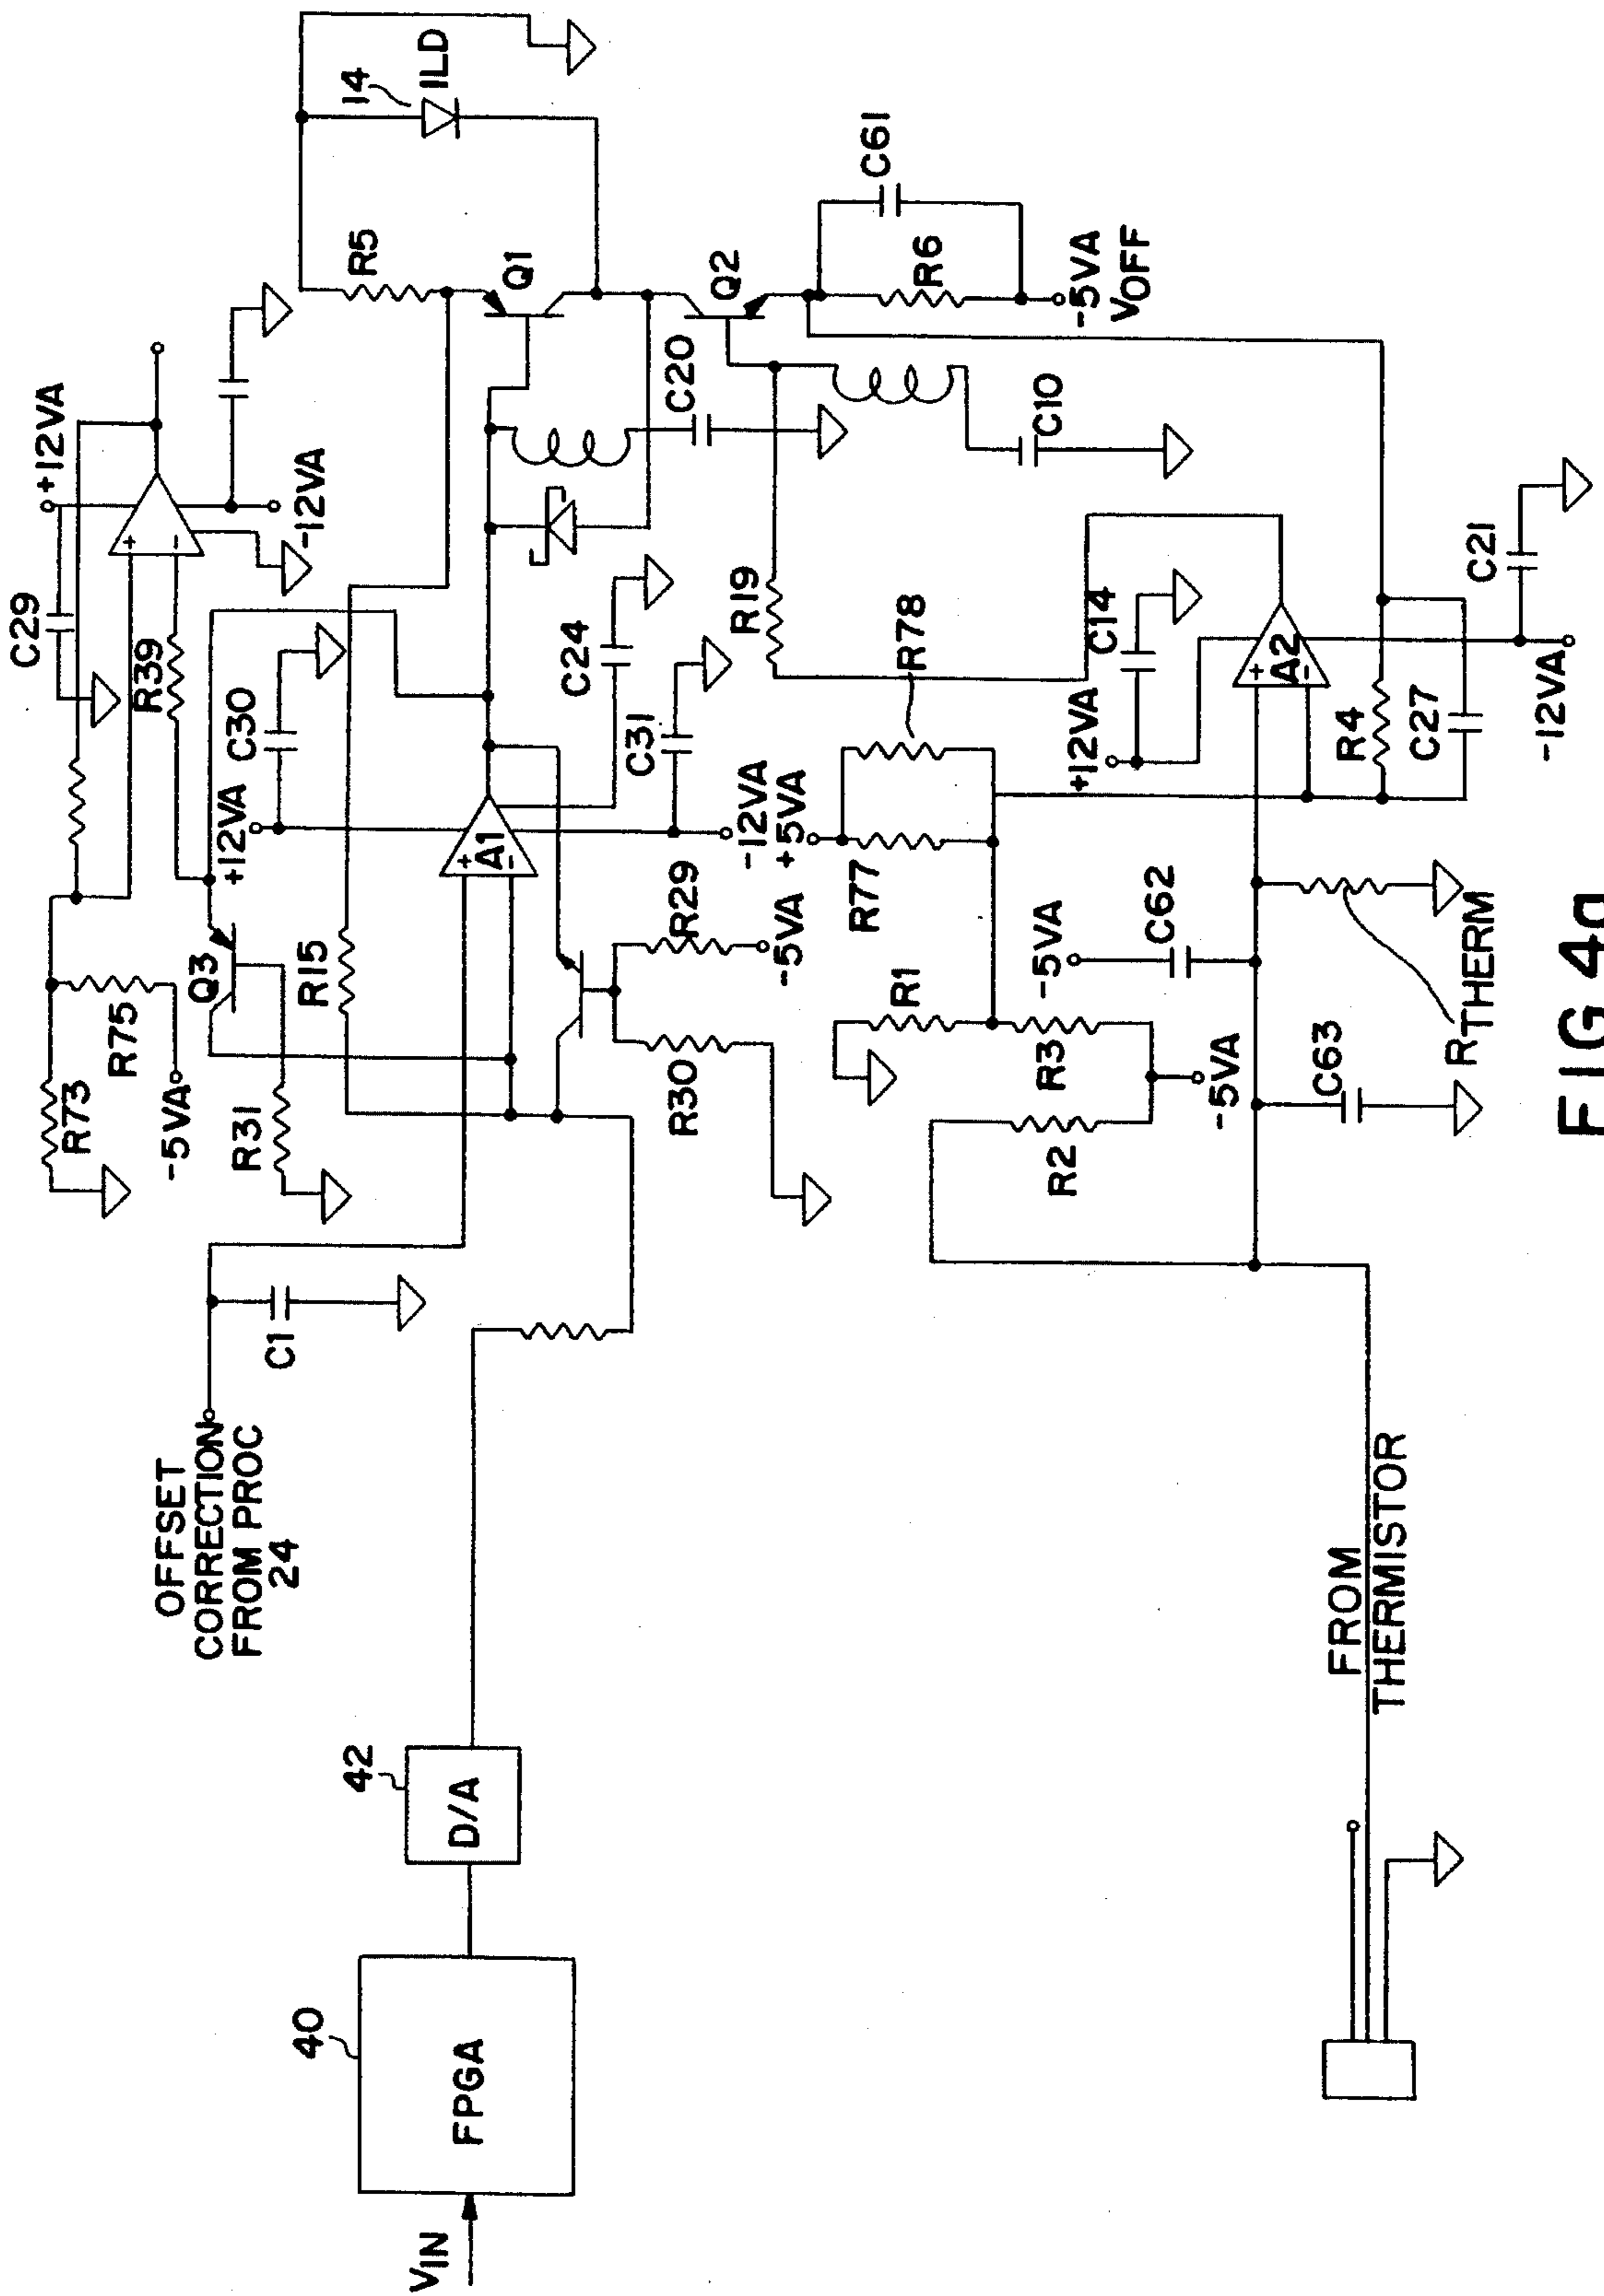 +12VA
C29
R39
-12VA
R73
R75
-5VA
Q3
R31
+12VA
C30
R15
14
ILD
R5
Q1
C20
Q2
C61
R6
-5VA
VOFF
C10
OFFSET
CORRECTION
FROM PROC
24
C1
A1
+
-
+
-
C24
C31
-12VA
R29
-5VA
R30
R19
R78
+5VA
R77
C14
+12VA
A2
+
-
R4
C27
C21
-12VA
R1
-5VA
C62
R3
R2
-5VA
C63
RTHERM
VIN
40
FPGA
42
D/A
FROM
THERMISTOR
FIG 4a